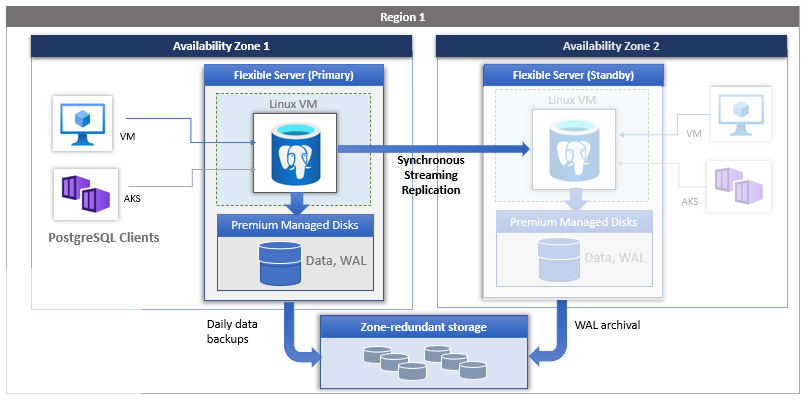 Region 1
Availability Zone 1
Flexible Server (Primary)
Linux VM
VM
AKS
PostgreSQL Clients
Premium Managed Disks
Data, WAL
Synchronous
Streaming
Replication
Availability Zone 2
Flexible Server (Standby)
Linux VM
VM
AKS
Premium Managed Disks
Data, WAL
Daily data
backups
Zone-redundant storage
WAL archival